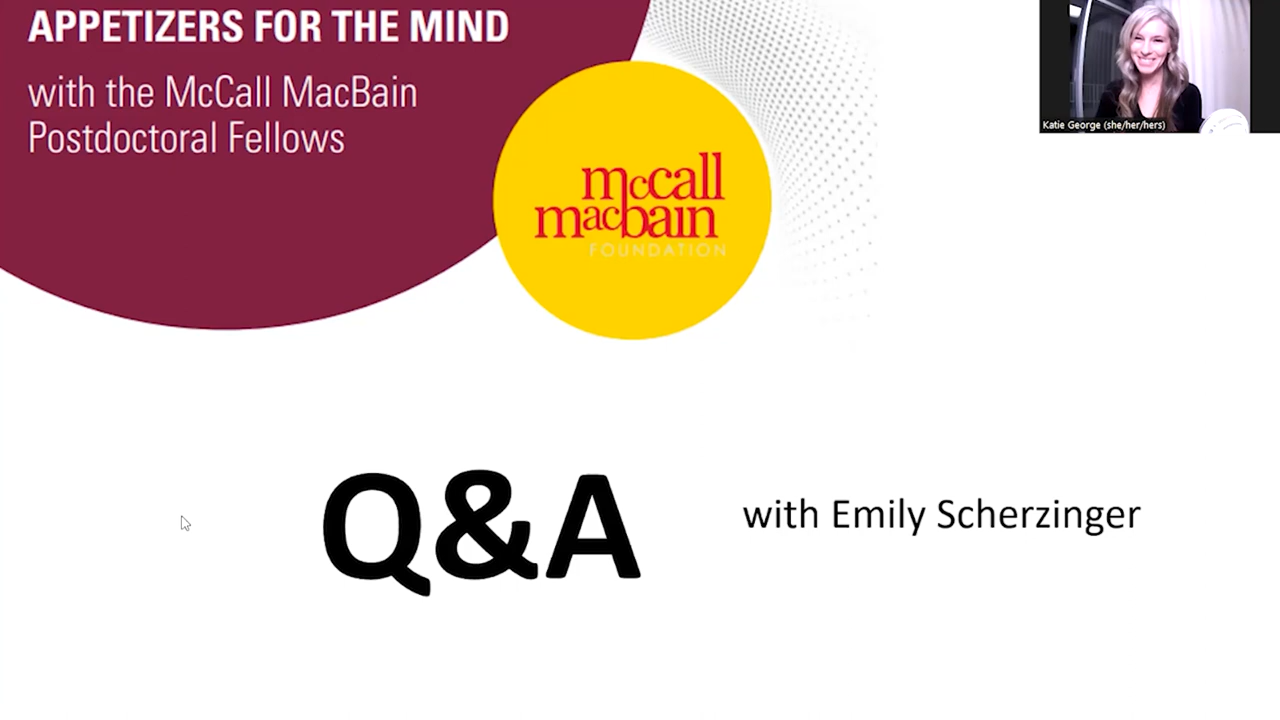 APPETIZERS FOR THE MIND
with the McCall MacBain
Postdoctoral Fellows
mccall
macbain
FOUNDATION
Katie George (she/her/hers)
Q&A
with Emily Scherzinger